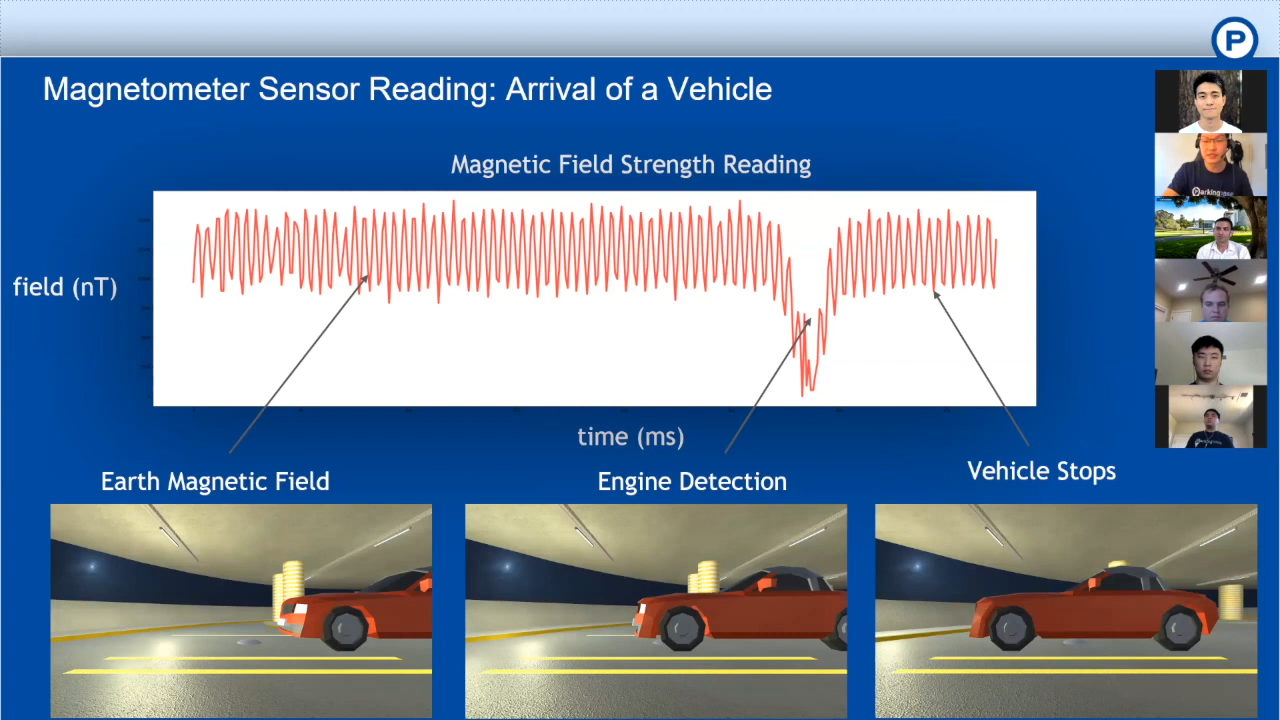 P
Magnetometer Sensor Reading: Arrival of a Vehicle
Magnetic Field Strength Reading
field (nT)
time (ms)
Earth Magnetic Field
Engine Detection
Vehicle Stops